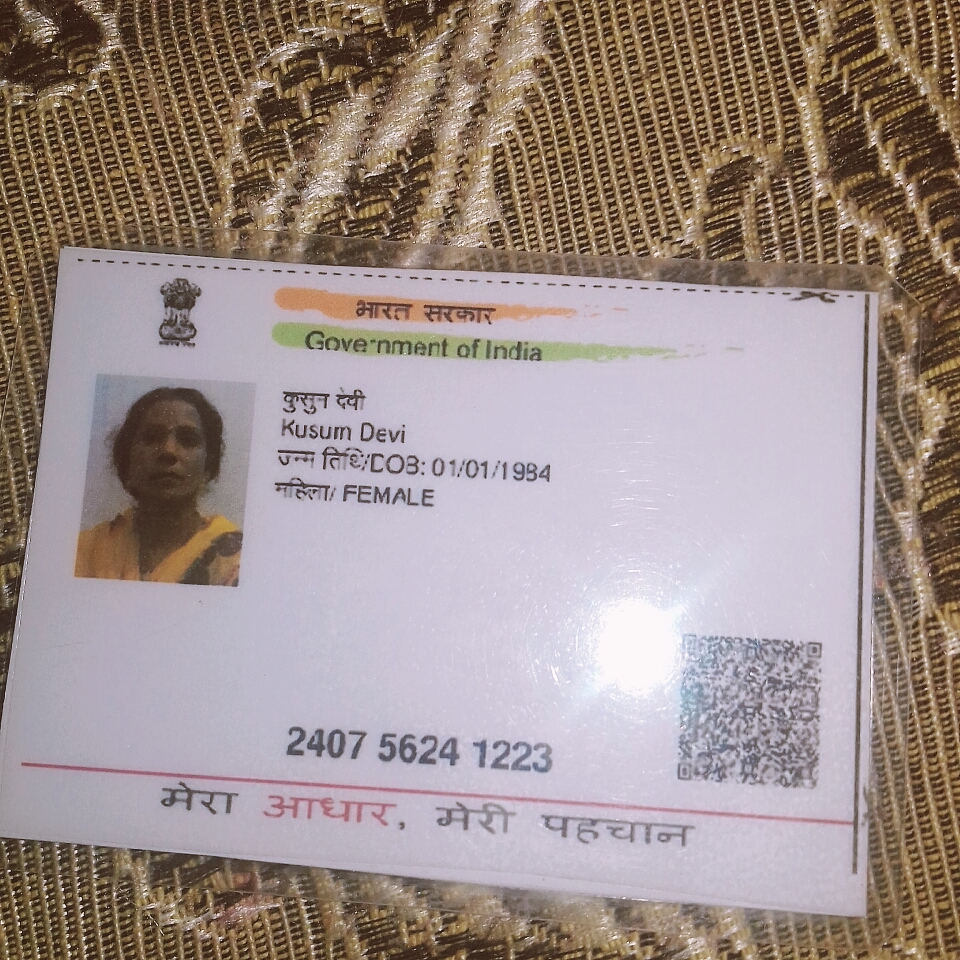 भारत सरकार
Government of India
कुसुन देवी
Kusum Devi
जन्म तिथि/DOB: 01/01/1984
महिला/ FEMALE
2407 5624 1223
मेरा आधार, मेरी पहचान